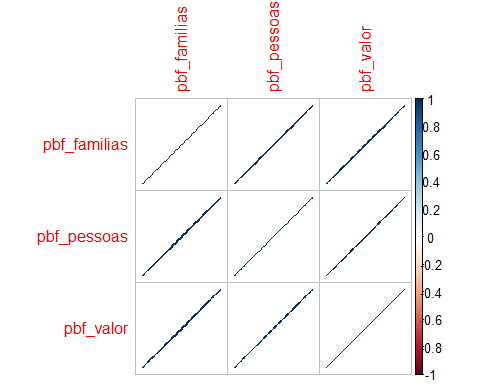 pbf_familias
pbf_pessoas
pbf_valor
pbf_familias
pbf_pessoas
pbf_valor
1
0.8
0.6
0.4
0.2
0
-0.2
-0.4
-0.6
-0.8
-1